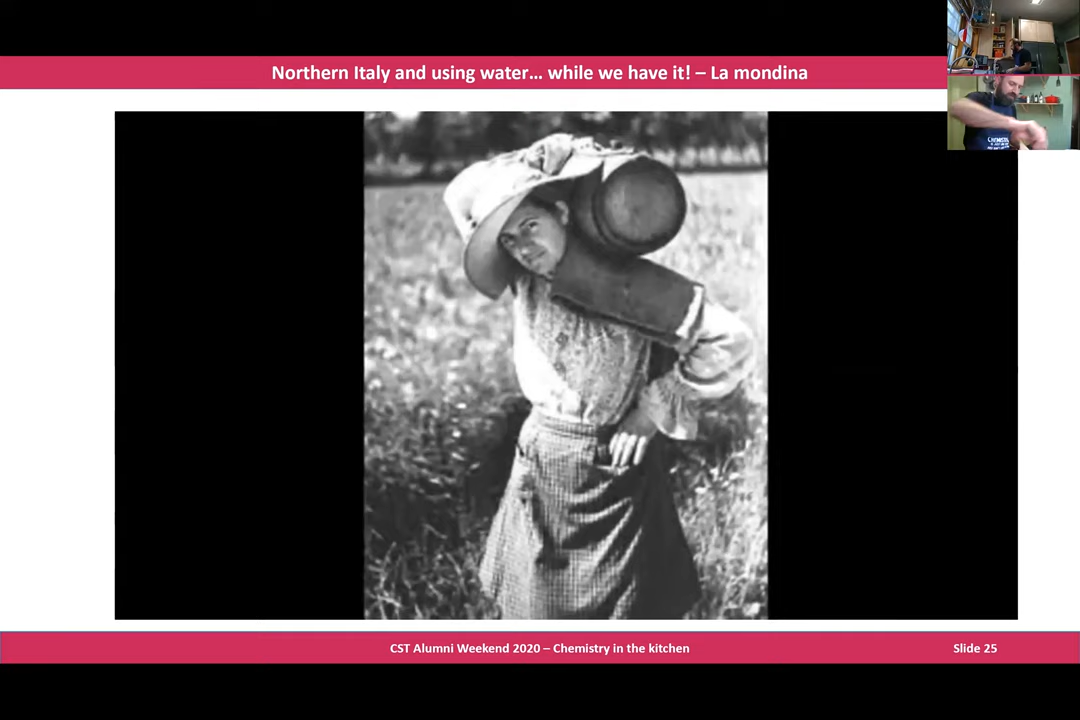 Northern Italy and using water... while we have it! – La mondina
CST Alumni Weekend 2020 – Chemistry in the kitchen
Slide 25